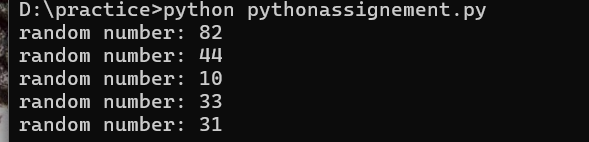 D:\practice>python pythonassignement.py
random number: 82
random number: 44
random number: 10
random number: 33
random number: 31